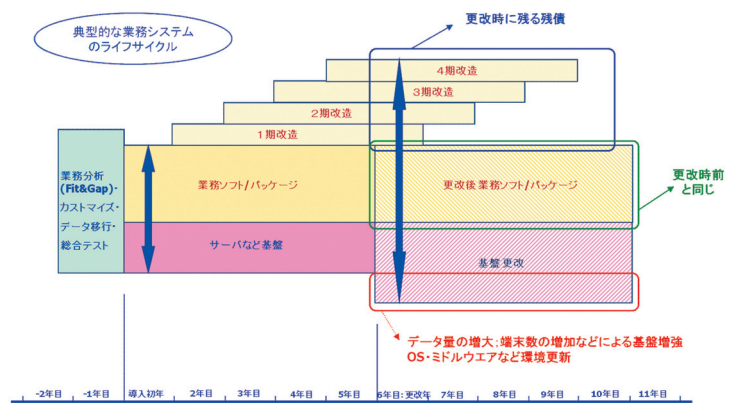 典型的な業務システム
のライフサイクル
更改時に残る残債
4期改造
3期改造
2期改造
1期改造
業務分析
(Fit&Gap)・
カストマイズ・
データ移行・
総合テスト
業務ソフト/パッケージ
サーバなど基盤
更改後業務ソフト/パッケージ
基盤更改
更改時前
と同じ
データ量の増大:端末数の増加などによる基盤増強
OS・ミドルウエアなど環境更新
-2年目
-1年目
導入初年
2年目
3年目
4年目
5年目
6年目:更改年
7年目
8年目
9年目
10年目
11年目